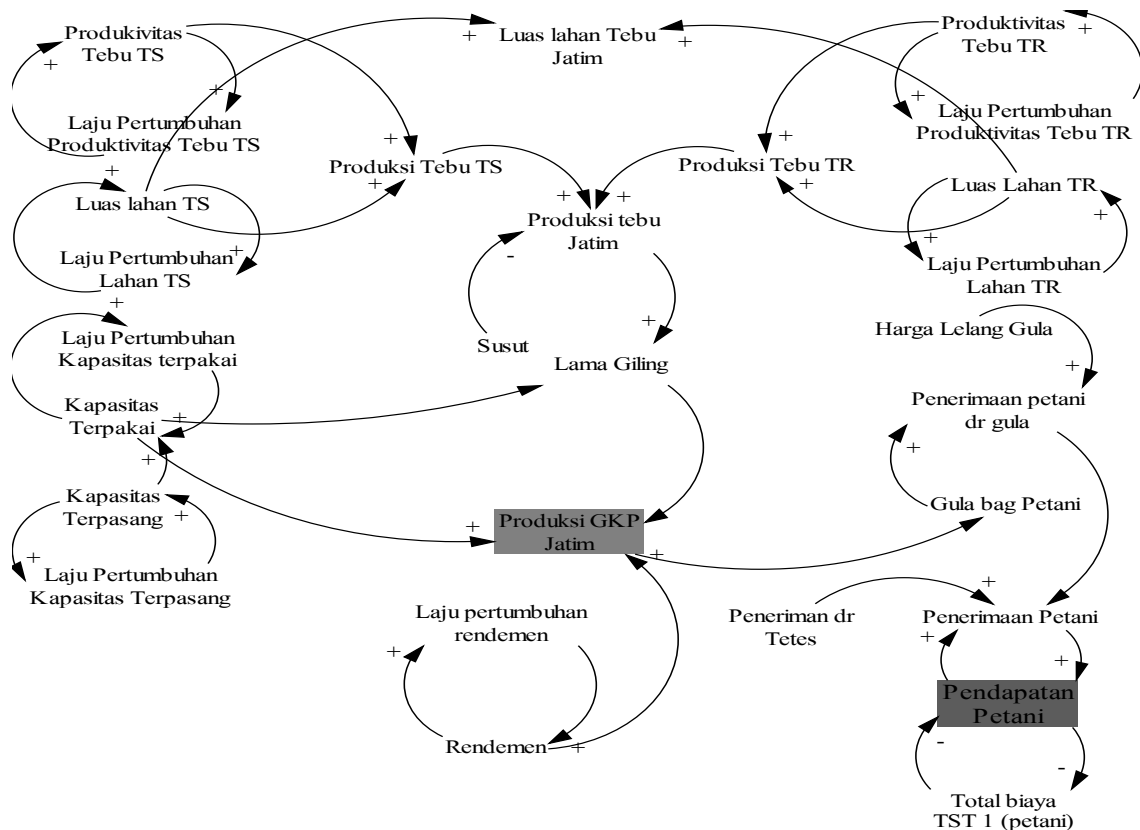 Produkivitas
Tebu TS
+
Laju Pertumbuhan
Produktivitas Tebu TS
+
+
Luas lahan Tebu
Jatim
+
+
Produktivitas
Tebu TR
+
Laju Pertumbuhan
Produktivitas Tebu TR
+
Produksi Tebu TS
+
+
Produksi Tebu TR
+
+
Luas lahan TS
+
Laju Pertumbuhan
Lahan TS
+
Produksi tebu
Jatim
+
+
-
Luas Lahan TR
+
Laju Pertumbuhan
Lahan TR
+
Susut
Lama Giling
+
Harga Lelang Gula
+
Laju Pertumbuhan
Kapasitas terpakai
+
Kapasitas
Terpakai
+
+
Penerimaan petani
dr gula
+
Kapasitas
Terpasang
+
Laju Pertumbuhan
Kapasitas Terpasang
+
Produksi GKP
Jatim
+
+
Gula bag Petani
Laju pertumbuhan
rendemen
+
Rendemen
+
Peneriman dr
Tetes
+
Penerimaan Petani
+
+
Pendapatan
Petani
-
-
Total biaya
TST 1 (petani)